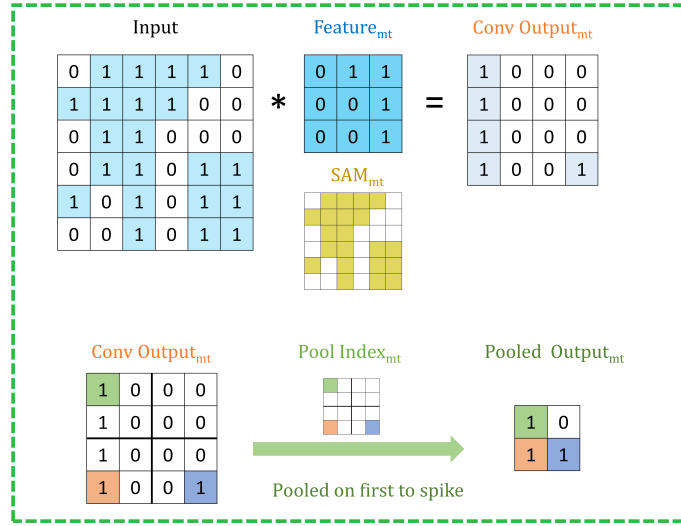 Input Feature_mt Conv Output_mt
0 1 1 1 1 0
1 1 1 1 0 0
0 1 1 0 0 0
0 1 1 0 1 1
1 0 1 0 1 1
0 0 1 0 1 1
*
0 1 1
0 0 1
0 0 1
=
1 0 0 0
1 0 0 0
1 0 0 0
1 0 0 1
SAM_mt
Conv Output_mt Pool Index_mt Pooled Output_mt
1 0 0 0
1 0 0 0
1 0 0 0
1 0 0 1
Pooled on first to spike
1 0
1 1